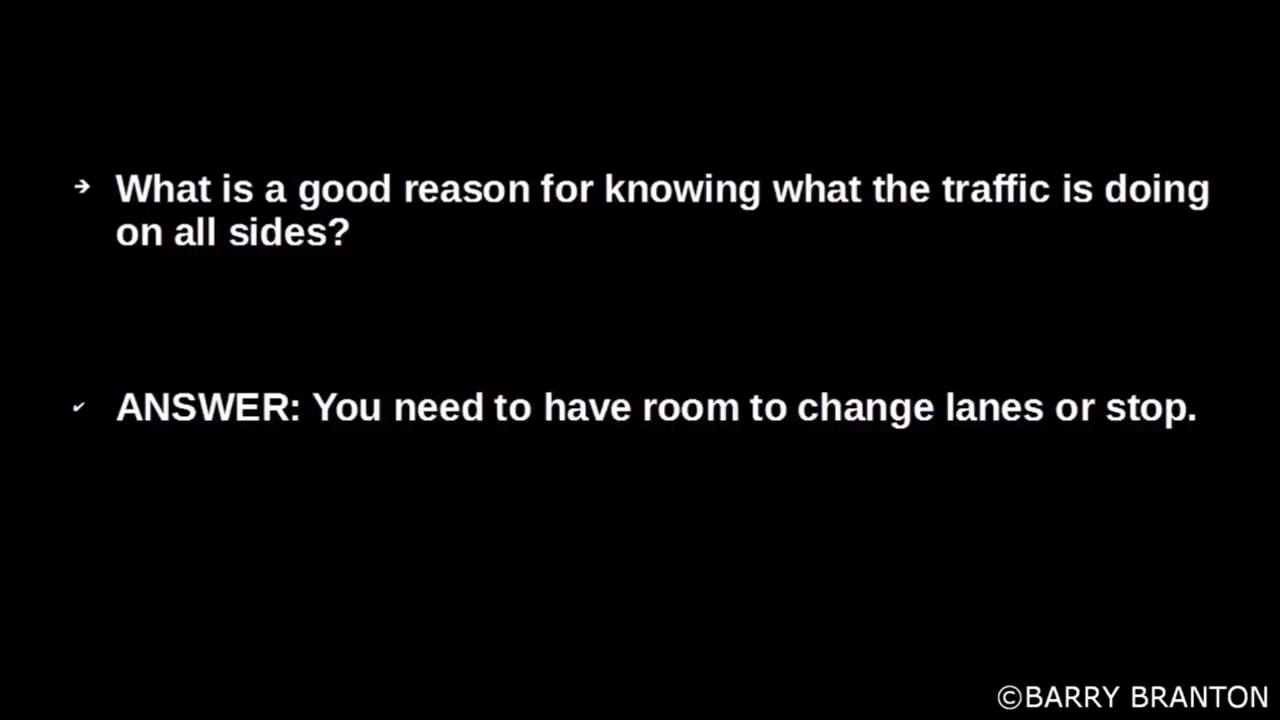 ➔ What is a good reason for knowing what the traffic is doing
on all sides?
✔ ANSWER: You need to have room to change lanes or stop.
©BARRY BRANTON